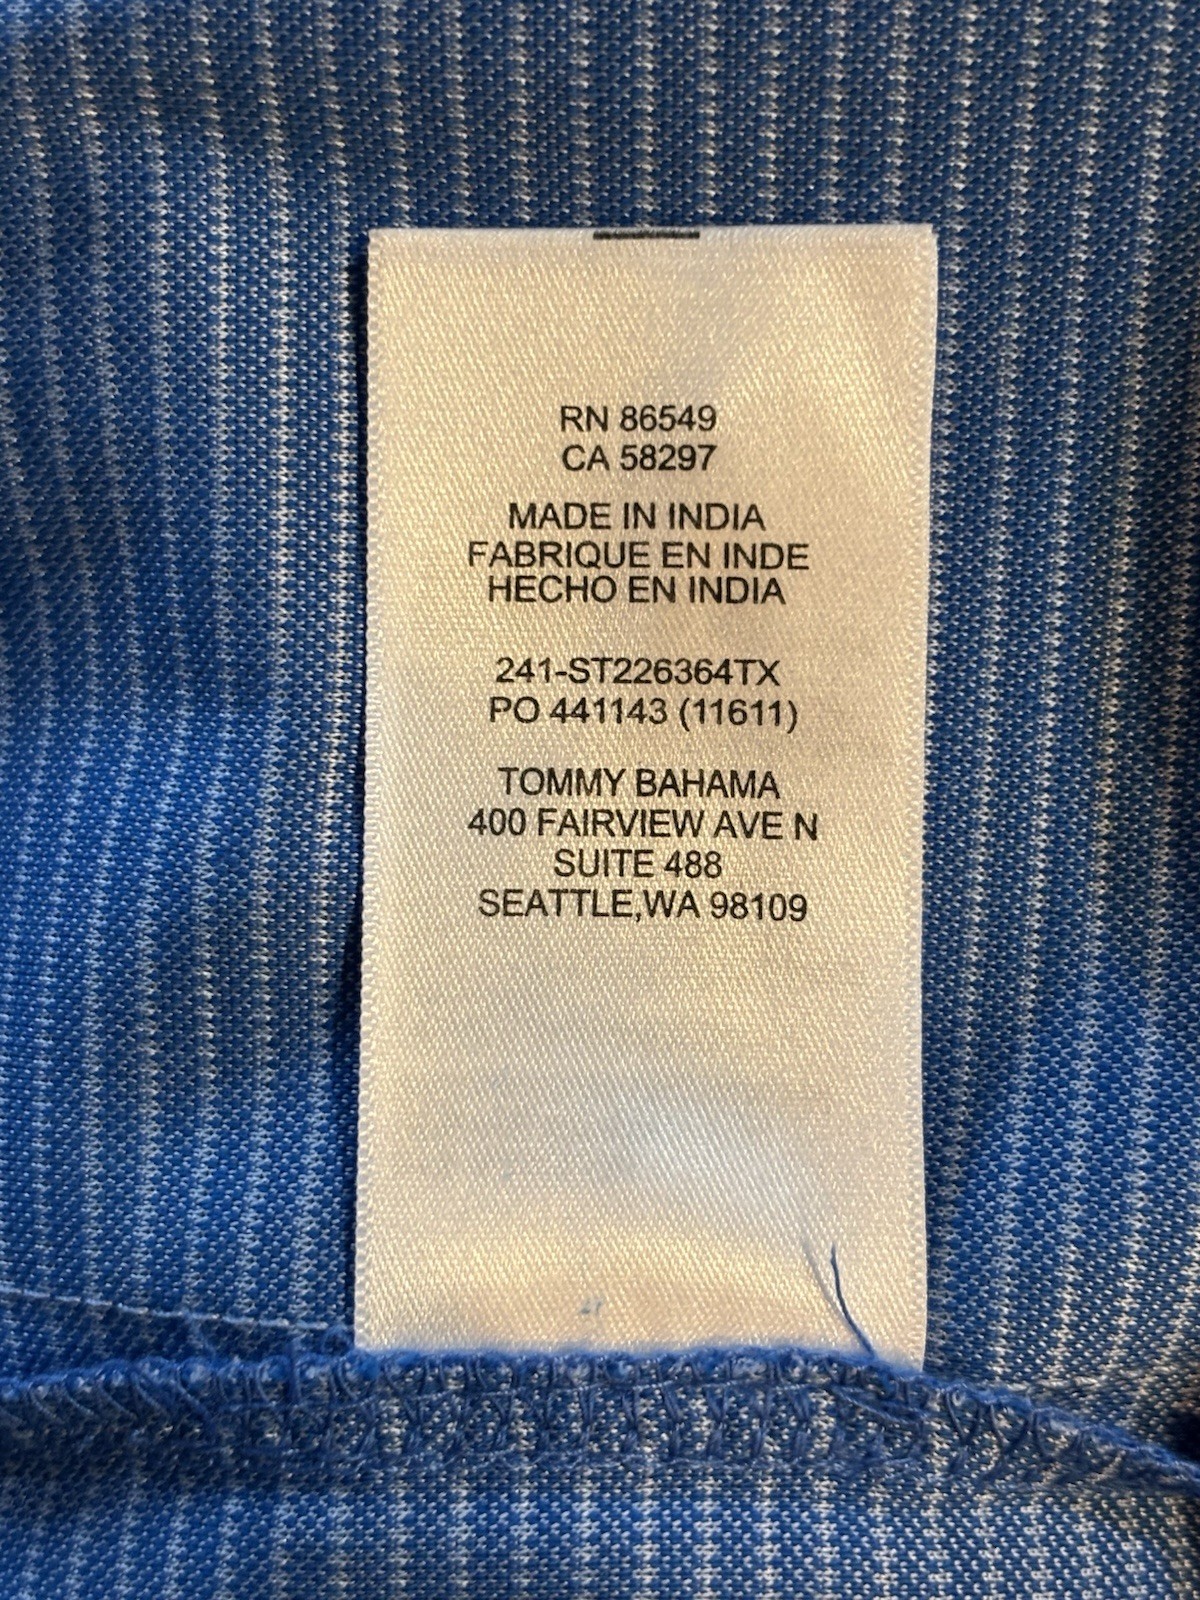 RN 86549
CA 58297
MADE IN INDIA
FABRIQUE EN INDE
HECHO EN INDIA
241-ST226364TX
PO 441143 (11611)
TOMMY BAHAMA
400 FAIRVIEW AVE N
SUITE 488
SEATTLE,WA 98109